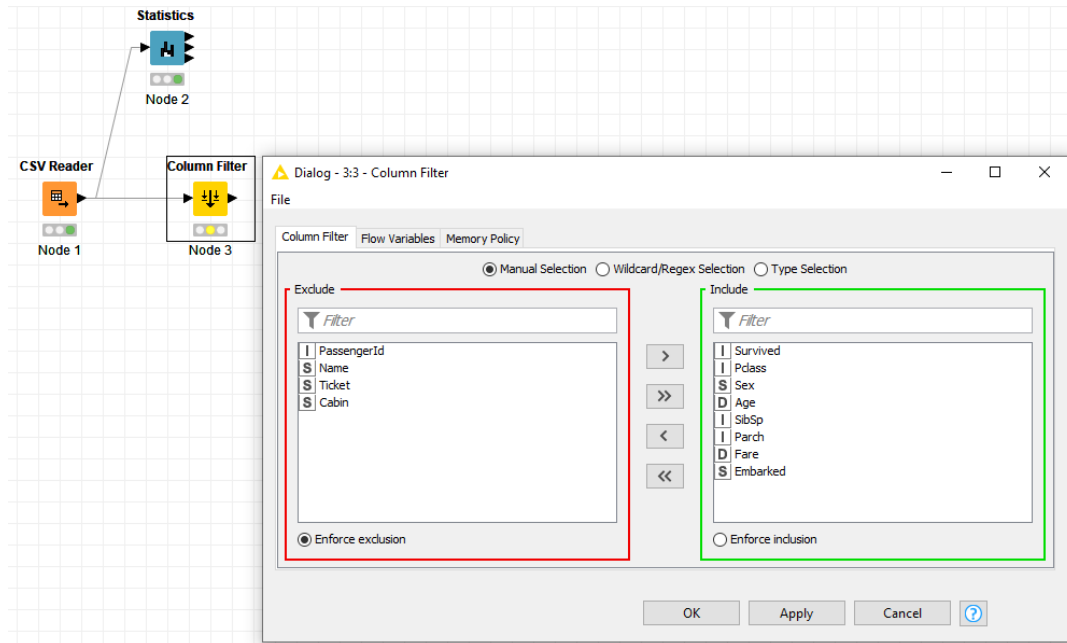 Statistics
Node 2
CSV Reader
Node 1
Column Filter
Node 3
Dialog - 3:3 - Column Filter
File
Column Filter Flow Variables Memory Policy
Manual Selection Wildcard/Regex Selection Type Selection
Exclude
Filter
I PassengerId
S Name
S Ticket
S Cabin
Enforce exclusion
>
>>
<
<<
Include
Filter
I Survived
I Pclass
S Sex
D Age
I SibSp
I Parch
D Fare
S Embarked
Enforce inclusion
OK Apply Cancel ?